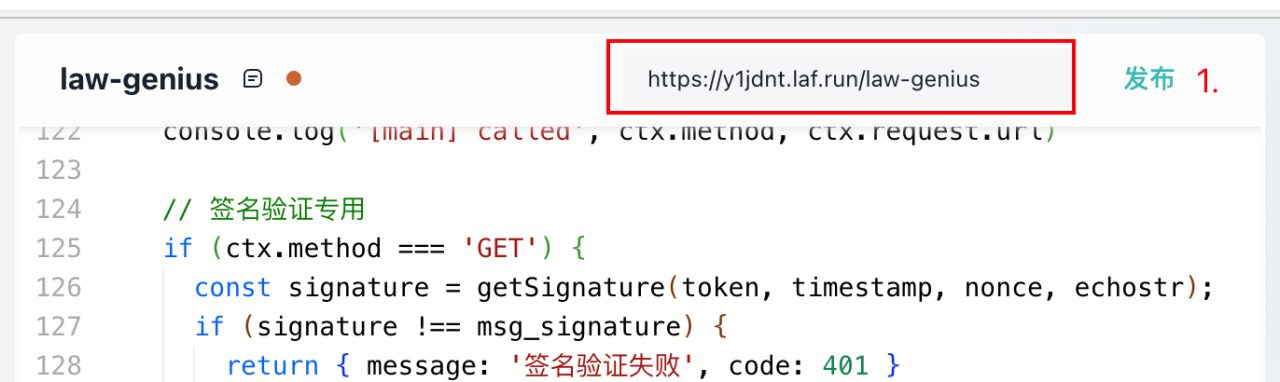 law-genius https://y1jdnt.laf.run/law-genius 发布 1.
122 console.log('[main] called', ctx.method, ctx.request.url)
123
124 // 签名验证专用
125 if (ctx.method === 'GET') {
126 const signature = getSignature(token, timestamp, nonce, echostr);
127 if (signature !== msg_signature) {
128 return { message: '签名验证失败', code: 401 }